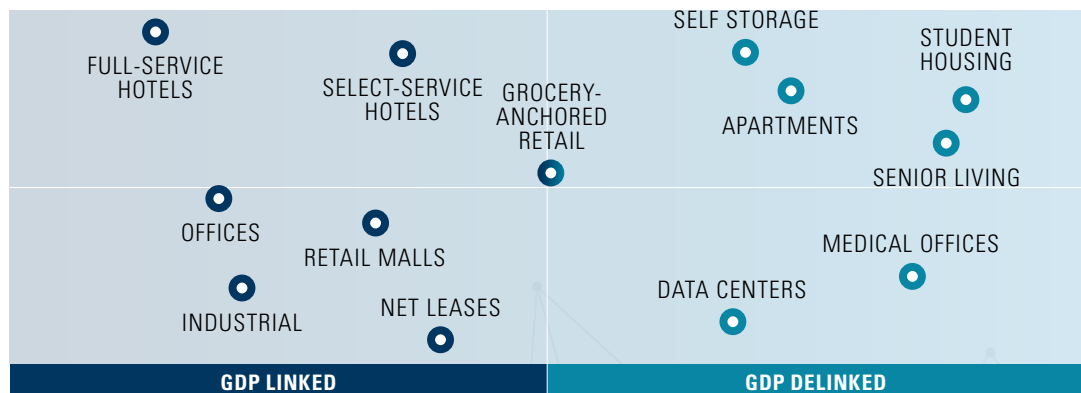 FULL-SERVICE
HOTELS
SELECT-SERVICE
HOTELS
GROCERY-
ANCHORED
RETAIL
SELF STORAGE
APARTMENTS
STUDENT
HOUSING
SENIOR LIVING
OFFICES
RETAIL MALLS
INDUSTRIAL
NET LEASES
MEDICAL OFFICES
DATA CENTERS
GDP LINKED
GDP DELINKED